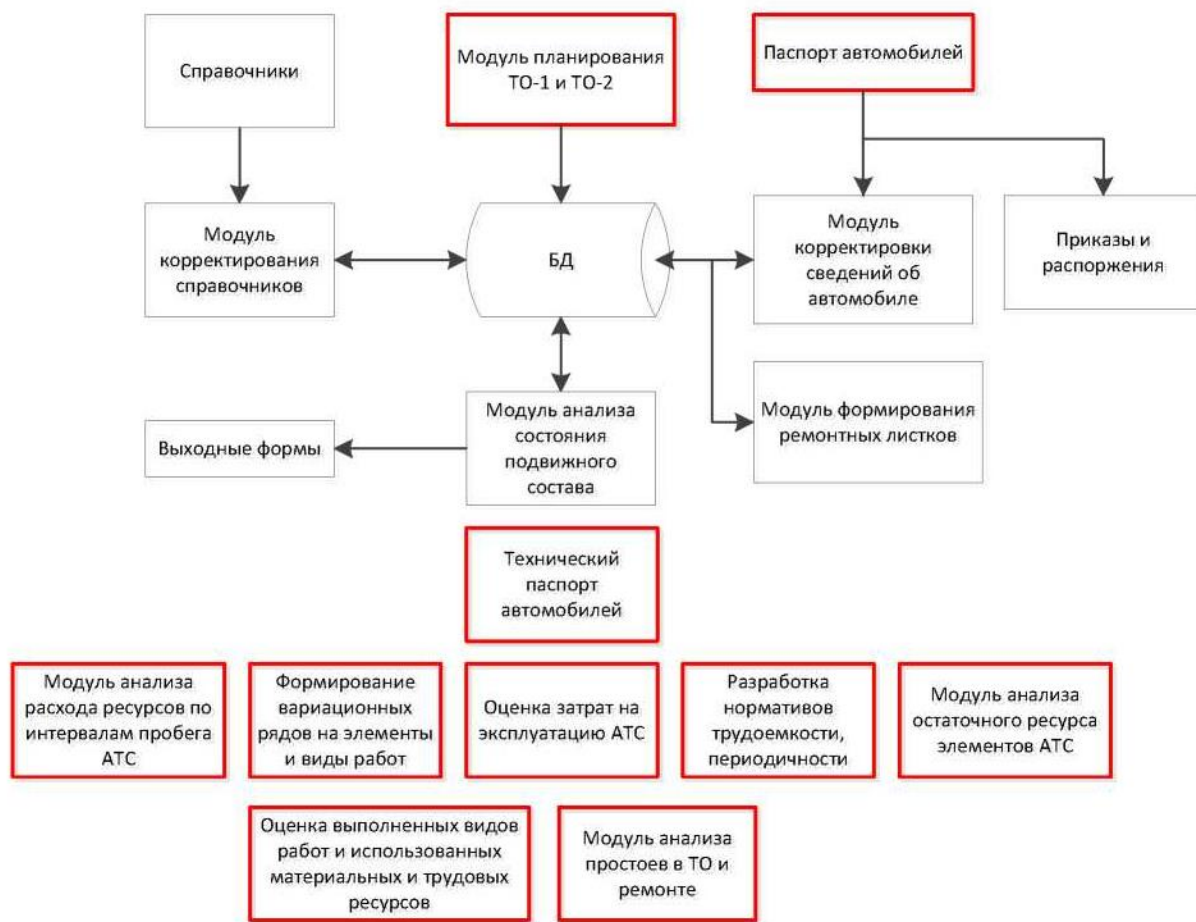 Справочники
Модуль планирования
ТО-1 и ТО-2
Паспорт автомобилей
Модуль
корректирования
справочников
БД
Модуль
корректировки
сведений об
автомобиле
Приказы и
распоржения
Выходные формы
Модуль анализа
состояния
подвижного
состава
Модуль формирования
ремонтных листков
Технический
паспорт
автомобилей
Модуль анализа
расхода ресурсов по
интервалам пробега
АТС
Формирование
вариационных
рядов на элементы
и виды работ
Оценка затрат на
эксплуатацию АТС
Разработка
нормативов
трудоемкости,
периодичности
Модуль анализа
остаточного ресурса
элементов АТС
Оценка выполненных видов
работ и использованных
материальных и трудовых
ресурсов
Модуль анализа
простоев в ТО и
ремонте